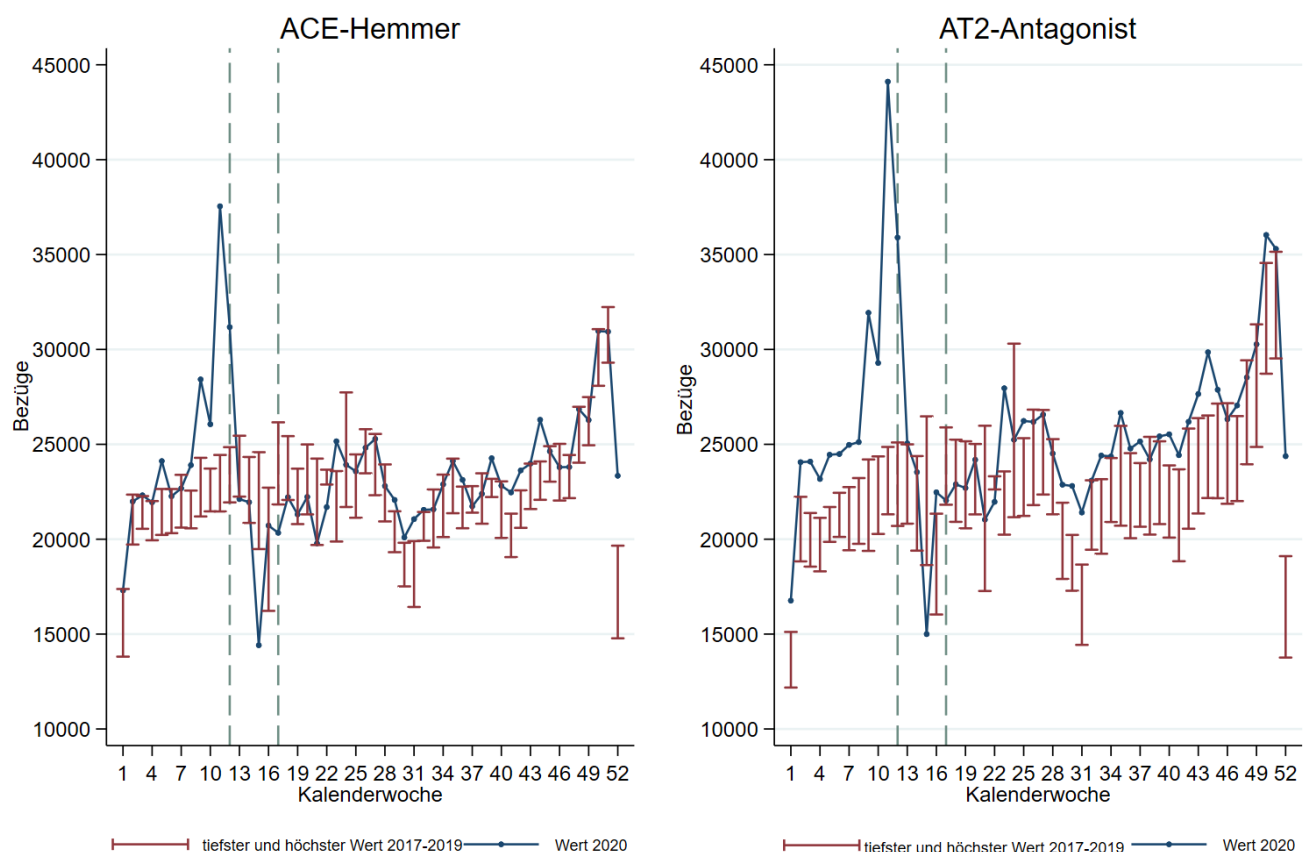 ACE-Hemmer
AT2-Antagonist
45000
40000
35000
30000
25000
20000
15000
10000
Bezüge
1 4 7 10 13 16 19 22 25 28 31 34 37 40 43 46 49 52
Kalenderwoche
tiefster und höchster Wert 2017-2019 Wert 2020
45000
40000
35000
30000
25000
20000
15000
10000
Bezüge
1 4 7 10 13 16 19 22 25 28 31 34 37 40 43 46 49 52
Kalenderwoche
tiefster und höchster Wert 2017-2019 Wert 2020